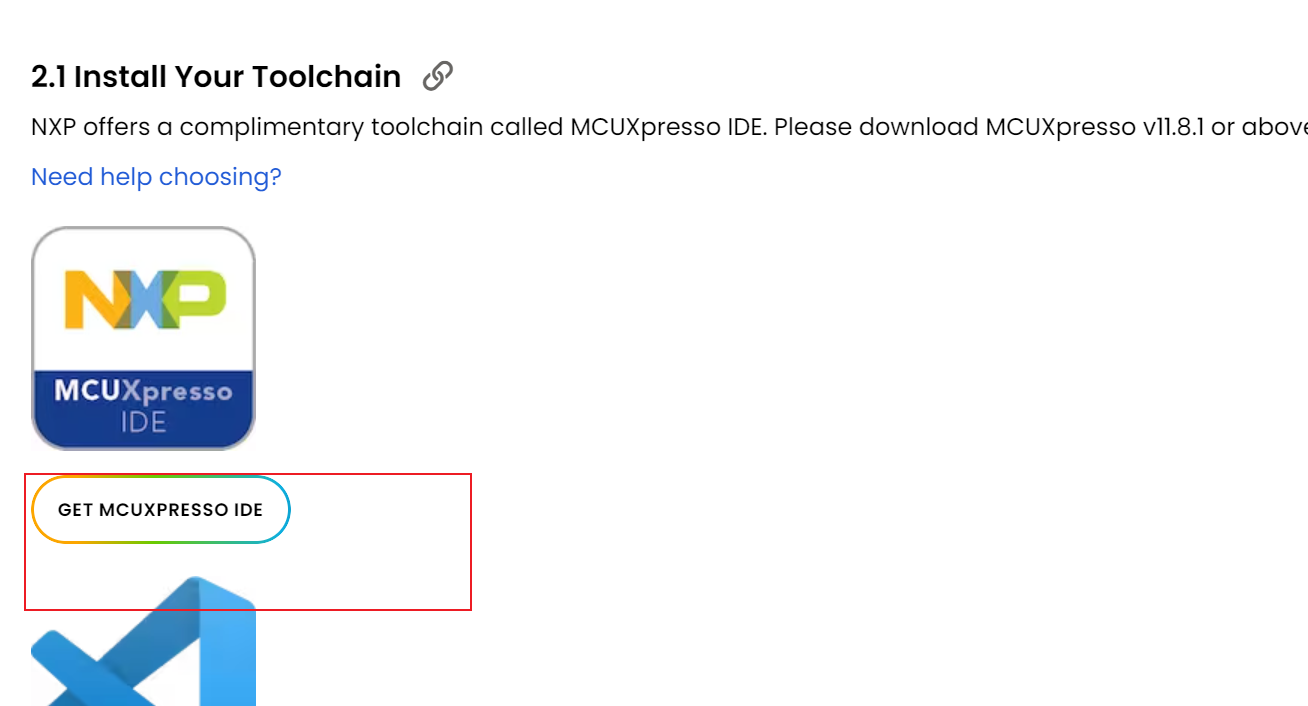 2.1 Install Your Toolchain
NXP offers a complimentary toolchain called MCUXpresso IDE. Please download MCUXpresso v11.8.1 or above
Need help choosing?
NXP
MCUXpresso
IDE
GET MCUXPRESSO IDE